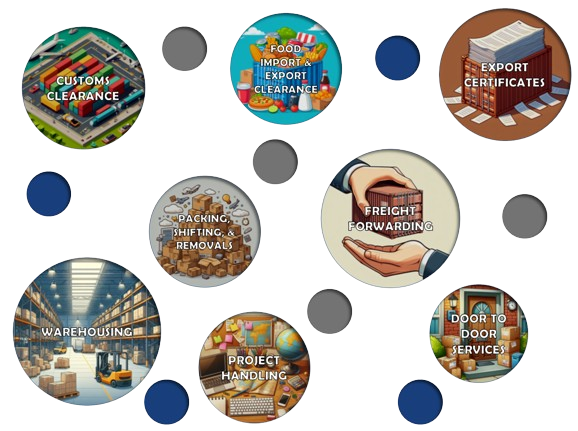 CUSTOMS
CLEARANCE
FOOD
IMPORT &
EXPORT
CLEARANCE
EXPORT
CERTIFICATES
PACKING,
SHIFTING, &
REMOVALS
FREIGHT
FORWARDING
WAREHOUSING
PROJECT
HANDLING
DOOR TO
DOOR
SERVICES